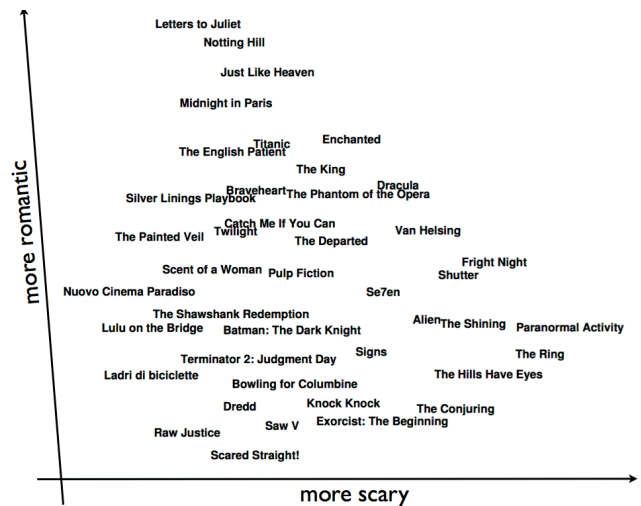 Letters to Juliet
Notting Hill
Just Like Heaven
Midnight in Paris
Titanic
Enchanted
The English Patient
The King
Dracula
Braveheart
The Phantom of the Opera
Silver Linings Playbook
Catch Me If You Can
Twilight
Van Helsing
The Painted Veil
The Departed
Fright Night
Scent of a Woman
Pulp Fiction
Shutter
Nuovo Cinema Paradiso
Se7en
The Shawshank Redemption
Alien
The Shining
Lulu on the Bridge
Batman: The Dark Knight
Paranormal Activity
Signs
The Ring
Terminator 2: Judgment Day
Ladri di biciclette
The Hills Have Eyes
Bowling for Columbine
Dredd
Knock Knock
The Conjuring
Saw V
Exorcist: The Beginning
Raw Justice
Scared Straight!
more romantic
more scary